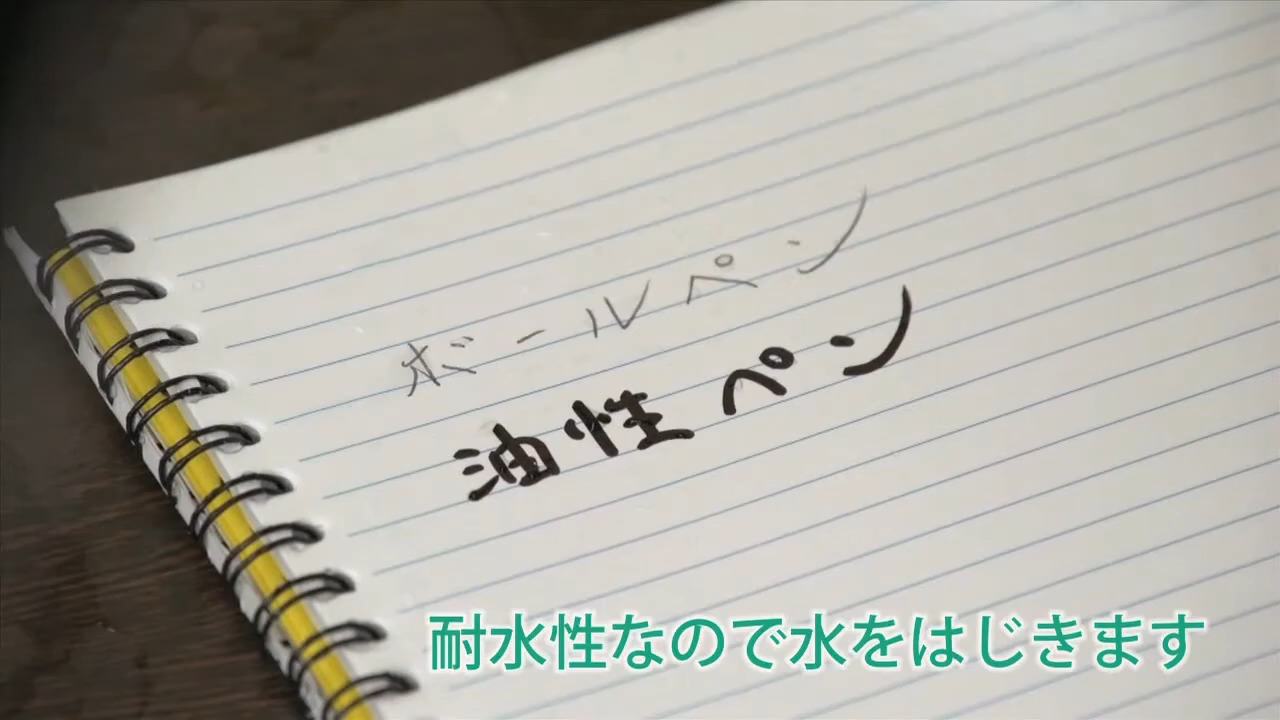 ボールペン
油性ペン
耐水性なので水をはじきます